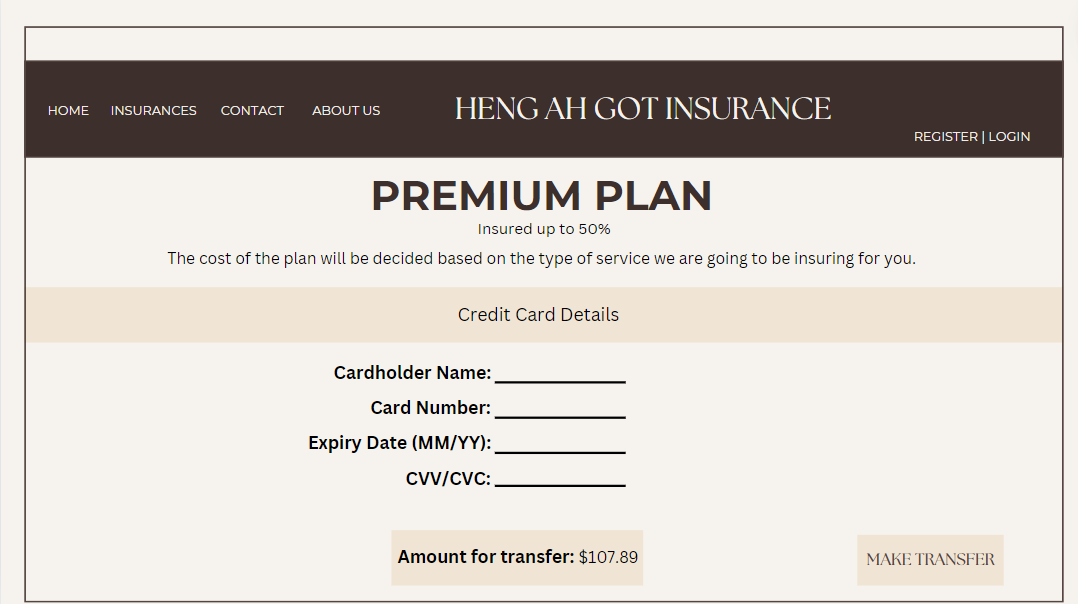 HOME INSURANCES CONTACT ABOUT US HENG AH GOT INSURANCE
REGISTER | LOGIN
PREMIUM PLAN
Insured up to 50%
The cost of the plan will be decided based on the type of service we are going to be insuring for you.
Credit Card Details
Cardholder Name:
Card Number:
Expiry Date (MM/YY):
CVV/CVC:
Amount for transfer: $107.89
MAKE TRANSFER